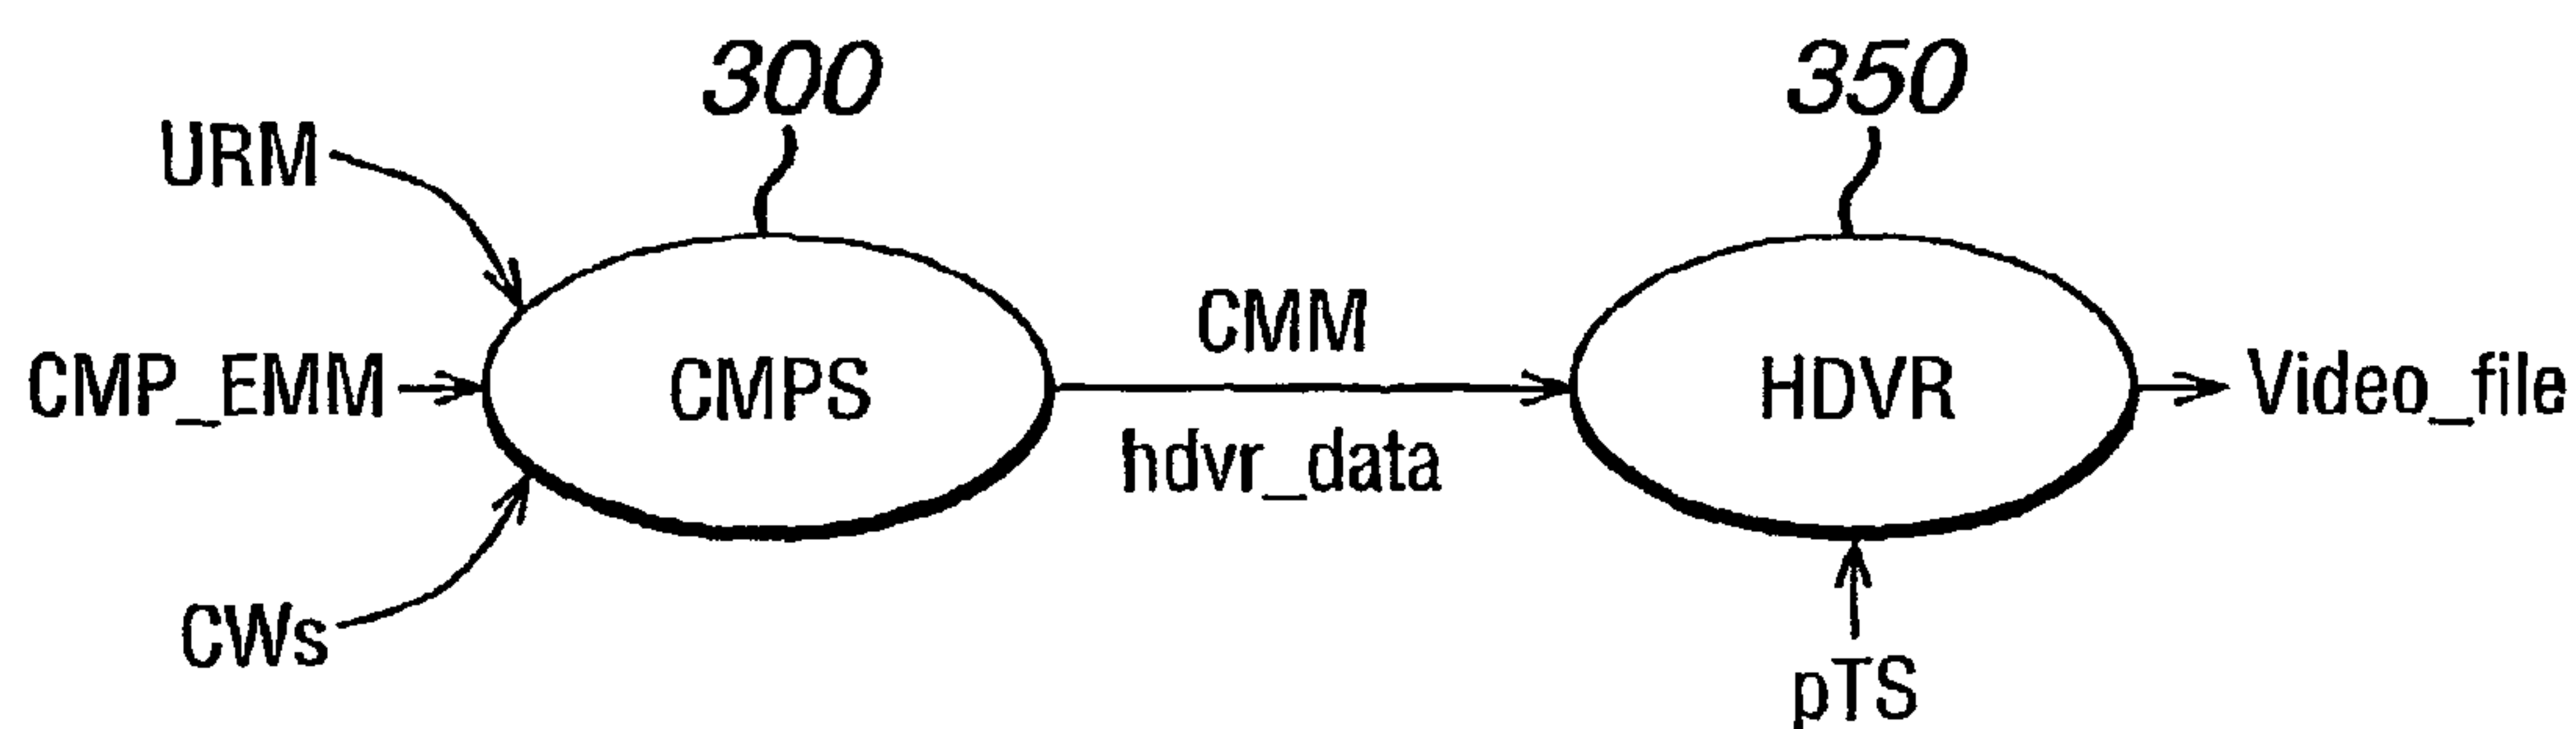 300
350
URM
CMM
CMP_EMM
CMPS
HDVR
Video_file
hdvr_data
CWs
pTS